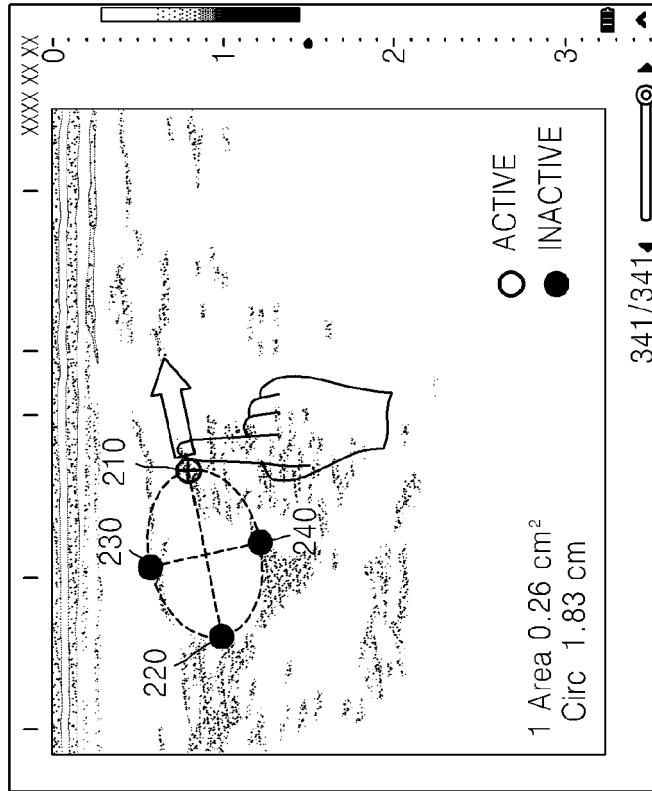 XXXX XX XX
0
1
2
3
210
230
240
220
ACTIVE
INACTIVE
1 Area 0.26 cm²
Circ 1.83 cm
341/341